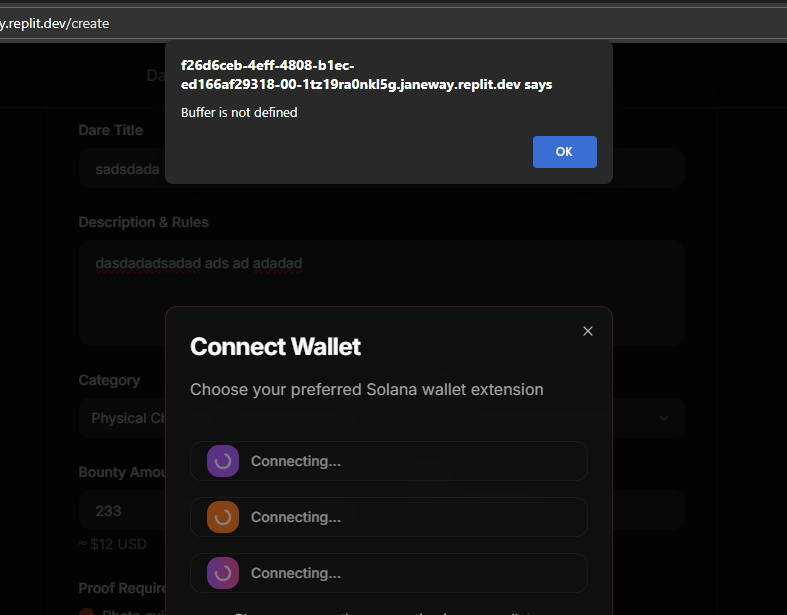 y.replit.dev/create
f26d6ceb-4eff-4808-b1ec-
ed166af29318-00-1tz19ra0nkl5g.janeway.replit.dev says
Buffer is not defined
OK
Da
Dare Title
sadsdada
Description & Rules
dasdadadsadad ads ad adadad
Connect Wallet
Choose your preferred Solana wallet extension
Category
Physical Ch
Connecting...
Bounty Amou
233
Connecting...
≈ $12 USD
Connecting...
Proof Require